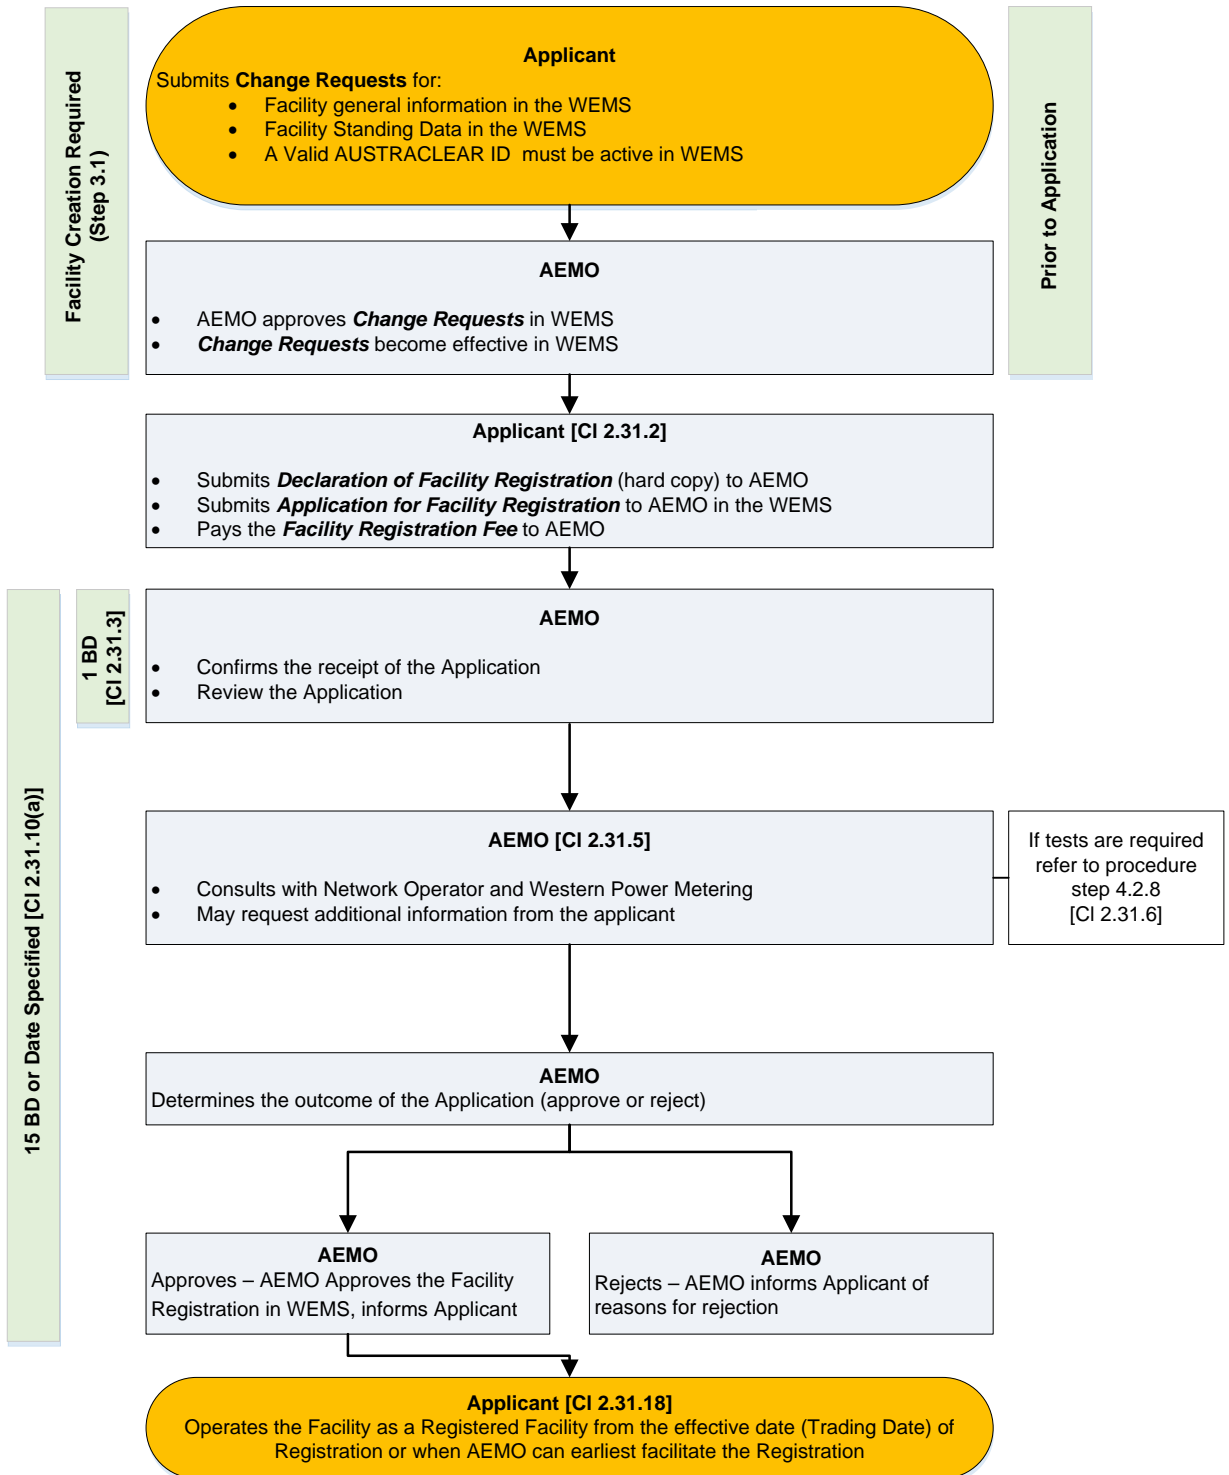 Applicant
Submits Change Requests for:
• Facility general information in the WEMS
• Facility Standing Data in the WEMS
• A Valid AUSTRACLEAR ID must be active in WEMS
Facility Creation Required
(Step 3.1)
Prior to Application
AEMO
• AEMO approves Change Requests in WEMS
• Change Requests become effective in WEMS
Applicant [Cl 2.31.2]
• Submits Declaration of Facility Registration (hard copy) to AEMO
• Submits Application for Facility Registration to AEMO in the WEMS
• Pays the Facility Registration Fee to AEMO
15 BD or Date Specified [Cl 2.31.10(a)]
1 BD
[Cl 2.31.3]
AEMO
• Confirms the receipt of the Application
• Review the Application
AEMO [Cl 2.31.5]
• Consults with Network Operator and Western Power Metering
• May request additional information from the applicant
If tests are required
refer to procedure
step 4.2.8
[Cl 2.31.6]
AEMO
Determines the outcome of the Application (approve or reject)
AEMO
Approves – AEMO Approves the Facility
Registration in WEMS, informs Applicant
AEMO
Rejects – AEMO informs Applicant of
reasons for rejection
Applicant [Cl 2.31.18]
Operates the Facility as a Registered Facility from the effective date (Trading Date) of
Registration or when AEMO can earliest facilitate the Registration